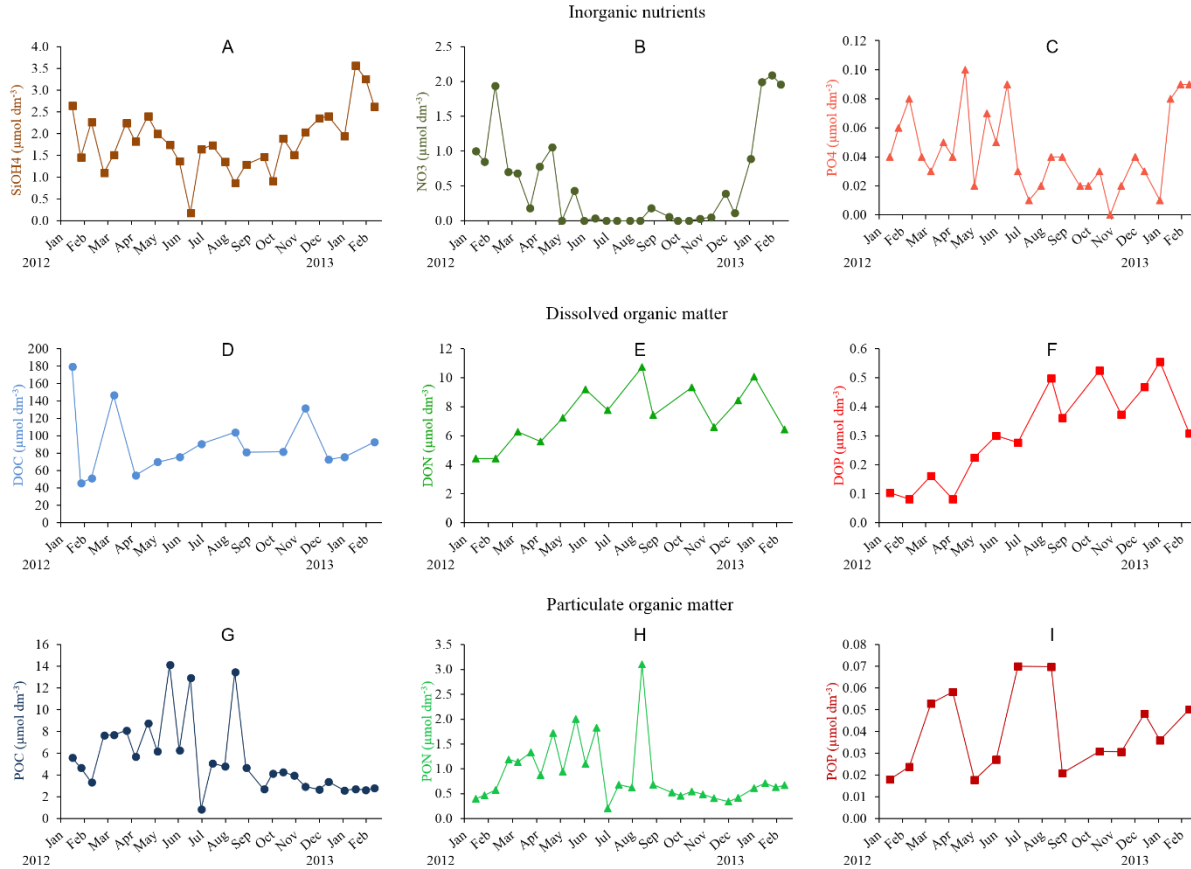 Inorganic nutrients
A
SiOH4 (µmol dm⁻³)
4.0
3.5
3.0
2.5
2.0
1.5
1.0
0.5
0.0
Jan Feb Mar Apr May Jun Jul Aug Sep Oct Nov Dec Jan Feb
2012 2013
B
NO3 (µmol dm⁻³)
2.5
2.0
1.5
1.0
0.5
0.0
Jan Feb Mar Apr May Jun Jul Aug Sep Oct Nov Dec Jan Feb
2012 2013
C
PO4 (µmol dm⁻³)
0.12
0.10
0.08
0.06
0.04
0.02
0.00
Jan Feb Mar Apr May Jun Jul Aug Sep Oct Nov Dec Jan Feb
2012 2013
Dissolved organic matter
D
DOC (µmol dm⁻³)
200
180
160
140
120
100
80
60
40
20
0
Jan Feb Mar Apr May Jun Jul Aug Sep Oct Nov Dec Jan Feb
2012 2013
E
DON (µmol dm⁻³)
12
10
8
6
4
2
0
Jan Feb Mar Apr May Jun Jul Aug Sep Oct Nov Dec Jan Feb
2012 2013
F
DOP (µmol dm⁻³)
0.6
0.5
0.4
0.3
0.2
0.1
0.0
Jan Feb Mar Apr May Jun Jul Aug Sep Oct Nov Dec Jan Feb
2012 2013
Particulate organic matter
G
POC (µmol dm⁻³)
16
14
12
10
8
6
4
2
0
Jan Feb Mar Apr May Jun Jul Aug Sep Oct Nov Dec Jan Feb
2012 2013
H
PON (µmol dm⁻³)
3.5
3.0
2.5
2.0
1.5
1.0
0.5
0.0
Jan Feb Mar Apr May Jun Jul Aug Sep Oct Nov Dec Jan Feb
2012 2013
I
POP (µmol dm⁻³)
0.08
0.07
0.06
0.05
0.04
0.03
0.02
0.01
0.00
Jan Feb Mar Apr May Jun Jul Aug Sep Oct Nov Dec Jan Feb
2012 2013